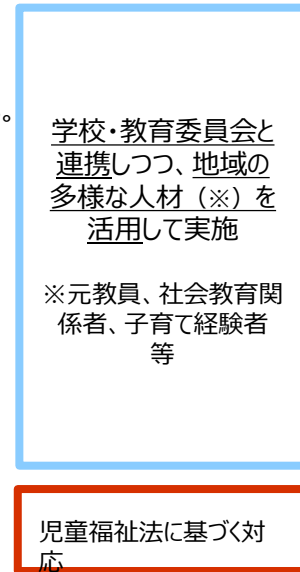 。
学校・教育委員会と
連携しつつ、地域の
多様な人材（※）を
活用して実施
※元教員、社会教育関
係者、子育て経験者
等
児童福祉法に基づく対
応